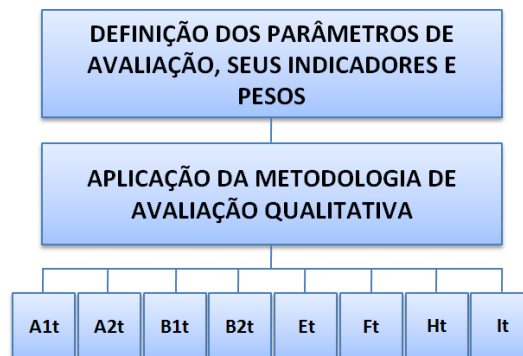 DEFINIÇÃO DOS PARÂMETROS DE
AVALIAÇÃO, SEUS INDICADORES E
PESOS
APLICAÇÃO DA METODOLOGIA DE
AVALIAÇÃO QUALITATIVA
A1t A2t B1t B2t Et Ft Ht It